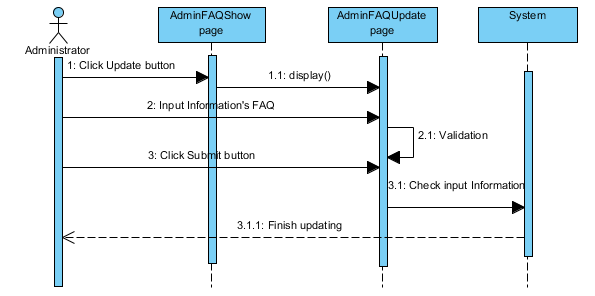 AdminFAQShow
page
AdminFAQUpdate
page
System
Administrator
1: Click Update button
1.1: display()
2: Input Information's FAQ
2.1: Validation
3: Click Submit button
3.1: Check input Information
3.1.1: Finish updating